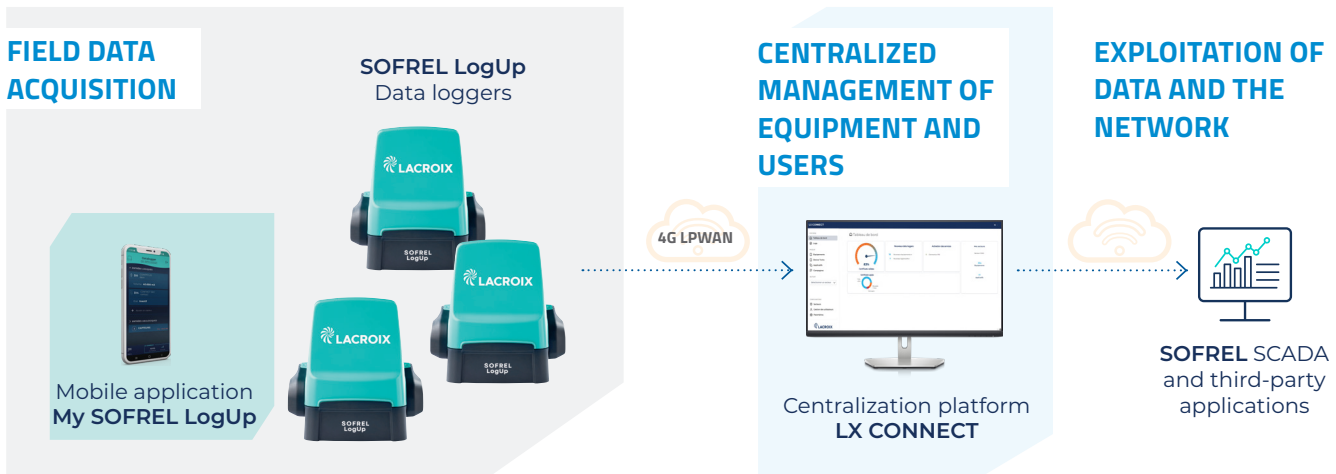 FIELD DATA
ACQUISITION
SOFREL LogUp
Data loggers
LACROIX
SOFREL
LogUp
LACROIX
SOFREL
LogUp
LACROIX
SOFREL
LogUp
Mobile application
My SOFREL LogUp
4G LPWAN
CENTRALIZED
MANAGEMENT OF
EQUIPMENT AND
USERS
LACROIX
Centralization platform
LX CONNECT
EXPLOITATION OF
DATA AND THE
NETWORK
SOFREL SCADA
and third-party
applications